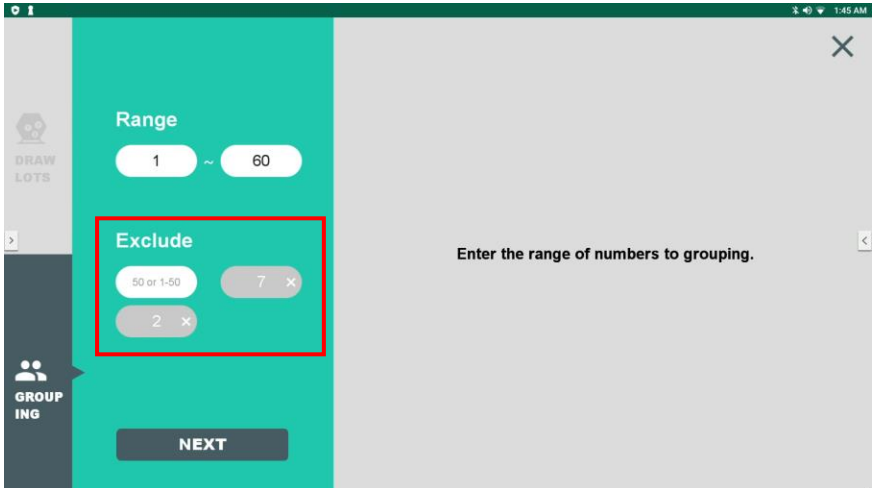 1:45 AM
DRAW
LOTS
GROUP
ING
Range
1 ~ 60
Exclude
50 or 1-50 7 ×
2 ×
NEXT
Enter the range of numbers to grouping.